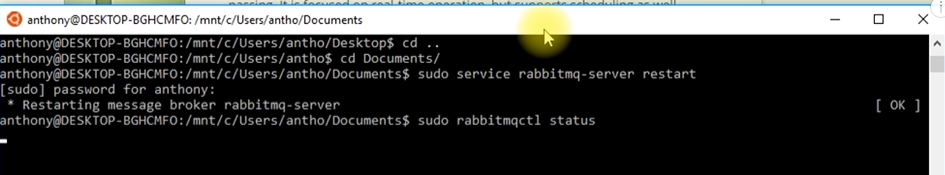 passing. It is focused on real-time operation, but supports scheduling as well.
anthony@DESKTOP-BGHCMFO: /mnt/c/Users/antho/Documents
anthony@DESKTOP-BGHCMFO:/mnt/c/Users/antho/Desktop$ cd ..
anthony@DESKTOP-BGHCMFO:/mnt/c/Users/antho$ cd Documents/
anthony@DESKTOP-BGHCMFO:/mnt/c/Users/antho/Documents$ sudo service rabbitmq-server restart
[sudo] password for anthony:
 * Restarting message broker rabbitmq-server [ OK ]
anthony@DESKTOP-BGHCMFO:/mnt/c/Users/antho/Documents$ sudo rabbitmqctl status